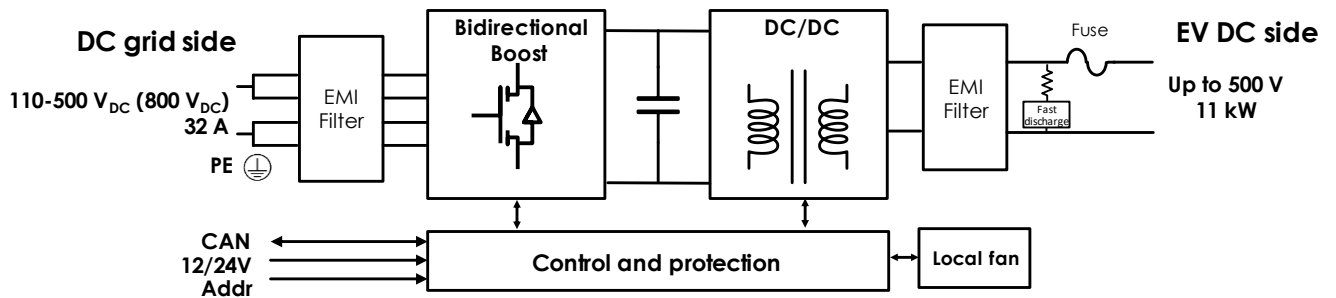 DC grid side
110-500 V_DC (800 V_DC)
32 A
PE
EMI
Filter
Bidirectional
Boost
DC/DC
EMI
Filter
Fuse
Fast
discharge
EV DC side
Up to 500 V
11 kW
CAN
12/24V
Addr
Control and protection
Local fan